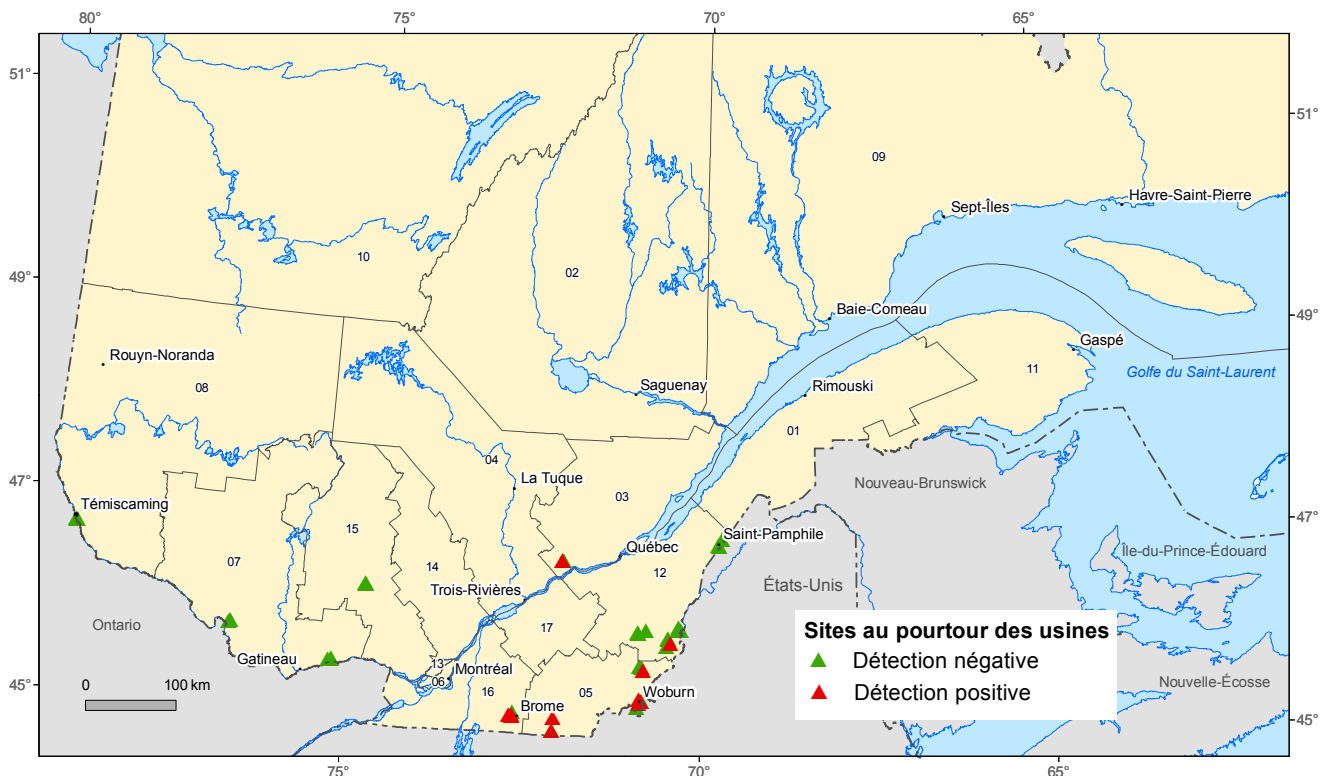 80° 75° 70° 65°
51°
51°
09
Sept-Îles
Havre-Saint-Pierre
10
02
49°
49°
Baie-Comeau
Gaspé
Rouyn-Noranda
08
Saguenay
Rimouski
11
Golfe du Saint-Laurent
01
04
La Tuque
03
47°
47°
Nouveau-Brunswick
Témiscaming
15
Saint-Pamphile
07
14
Québec
12
Île-du-Prince-Édouard
États-Unis
Trois-Rivières
Ontario
17
Sites au pourtour des usines
Détection négative
Détection positive
Gatineau
13
06
Montréal
16
05
Woburn
Brome
Nouvelle-Écosse
45°
45°
0 100 km
75° 70° 65°